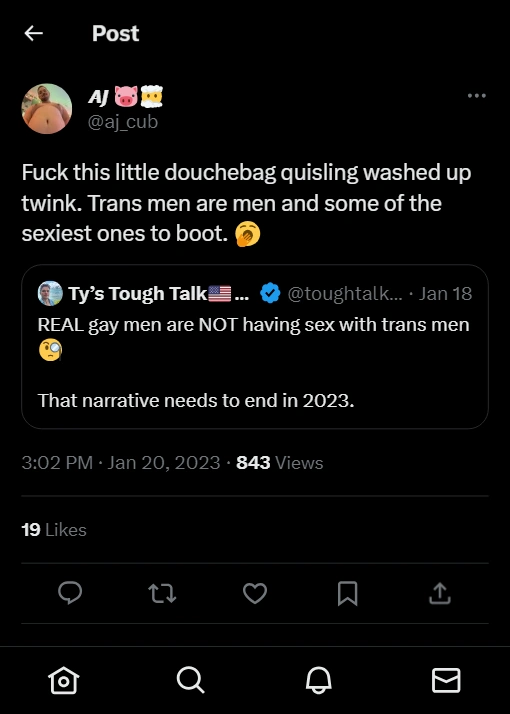 Post
AJ 🐷🐏
@aj_cub
Fuck this little douchebag quisling washed up
twink. Trans men are men and some of the
sexiest ones to boot. 🥱
Ty's Tough Talk🇺🇸... @toughtalk... · Jan 18
REAL gay men are NOT having sex with trans men
🧐
That narrative needs to end in 2023.
3:02 PM · Jan 20, 2023 · 843 Views
19 Likes